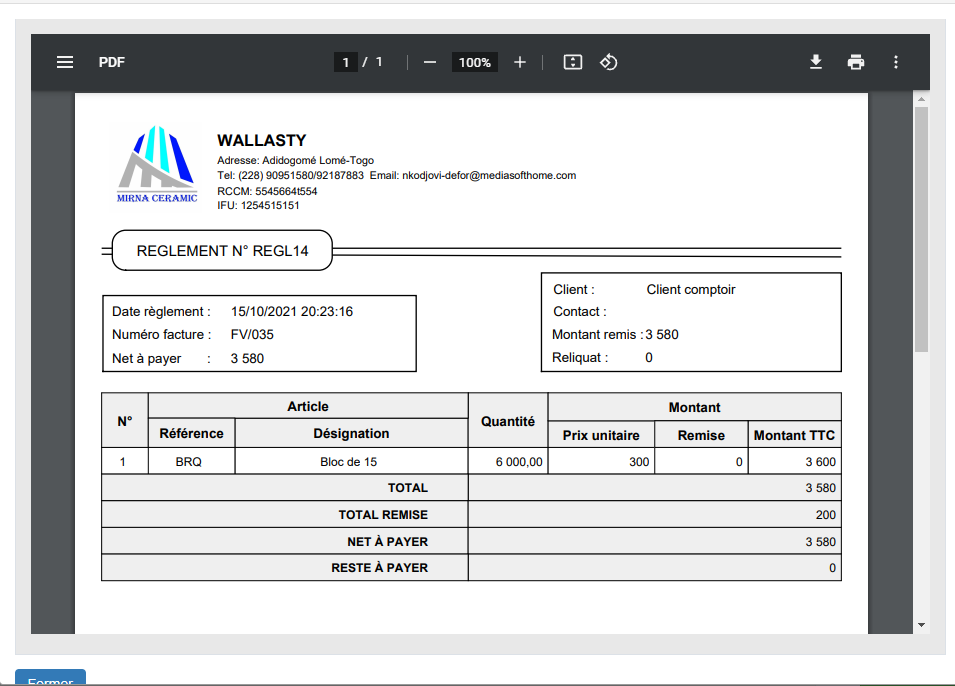 PDF
1 / 1
100%
WALLASTY
Adresse: Adidogomé Lomé-Togo
Tel: (228) 90951580/92187883 Email: nkodjovi-defor@mediasofthome.com
RCCM: 5545664t554
IFU: 1254515151
MIRNA CERAMIC
REGLEMENT N° REGL14
Date règlement : 15/10/2021 20:23:16
Numéro facture : FV/035
Net à payer : 3 580
Client : Client comptoir
Contact :
Montant remis : 3 580
Reliquat : 0
N° Article Quantité Montant
Référence Désignation Prix unitaire Remise Montant TTC
1 BRQ Bloc de 15 6 000,00 300 0 3 600
TOTAL 3 580
TOTAL REMISE 200
NET À PAYER 3 580
RESTE À PAYER 0
Fermer